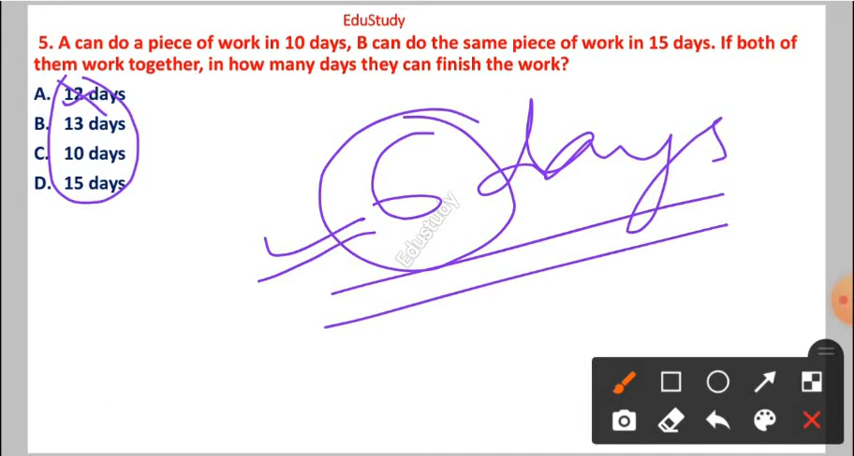 EduStudy
5. A can do a piece of work in 10 days, B can do the same piece of work in 15 days. If both of
them work together, in how many days they can finish the work?
A. 12 days
B. 13 days
C. 10 days
D. 15 days
6 days
Edustudy